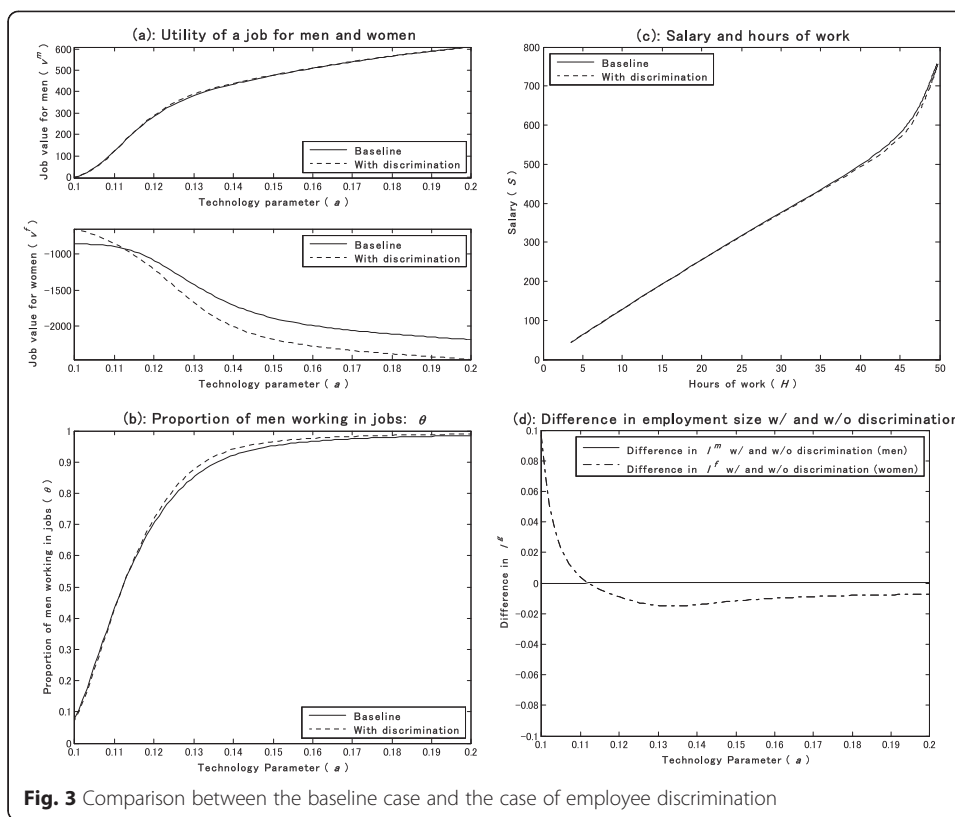 (a): Utility of a job for men and women
Job value for men ( v^m )
600
500
400
300
200
100
0
Baseline
With discrimination
0.1 0.11 0.12 0.13 0.14 0.15 0.16 0.17 0.18 0.19 0.2
Technology parameter ( a )
Job value for women ( v^f )
-1000
-1500
-2000
Baseline
With discrimination
0.1 0.11 0.12 0.13 0.14 0.15 0.16 0.17 0.18 0.19 0.2
Technology parameter ( a )
(c): Salary and hours of work
Salary ( S )
800
700
600
500
400
300
200
100
0
Baseline
With discrimination
0 5 10 15 20 25 30 35 40 45 50
Hours of work ( H )
(b): Proportion of men working in jobs: θ
Proportion of men working in jobs ( θ )
1
0.9
0.8
0.7
0.6
0.5
0.4
0.3
0.2
0.1
0
Baseline
With discrimination
0.1 0.11 0.12 0.13 0.14 0.15 0.16 0.17 0.18 0.19 0.2
Technology Parameter ( a )
(d): Difference in employment size w/ and w/o discrimination
Difference in l^g
0.1
0.08
0.06
0.04
0.02
0
-0.02
-0.04
-0.06
-0.08
-0.1
Difference in l^m w/ and w/o discrimination (men)
Difference in l^f w/ and w/o discrimination (women)
0.1 0.11 0.12 0.13 0.14 0.15 0.16 0.17 0.18 0.19 0.2
Technology Parameter ( a )
Fig. 3 Comparison between the baseline case and the case of employee discrimination